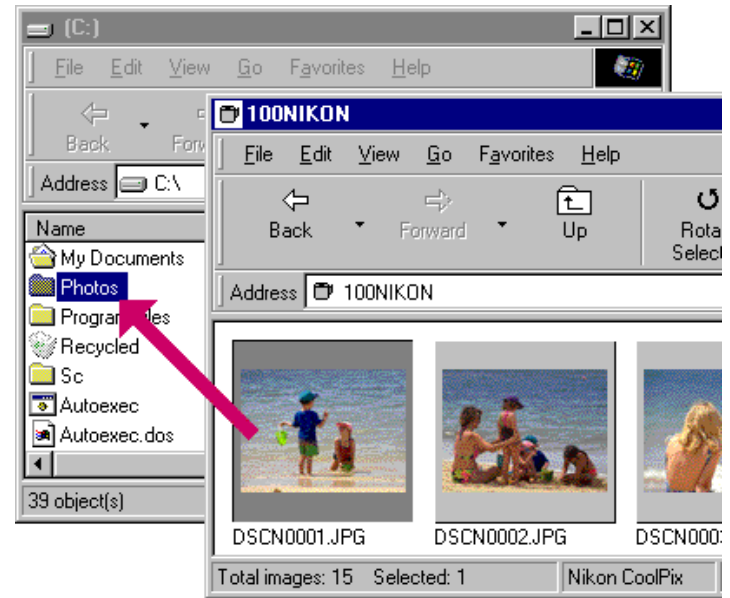 (C:)
File Edit View Go Favorites Help
Back
Address C:\
Name
My Documents
Photos
Recycled
Sc
Autoexec
Autoexec.dos
39 object(s)
100NIKON
File Edit View Go Favorites Help
Back Forward Up
Address 100NIKON
DSCN0001.JPG DSCN0002.JPG
Total images: 15 Selected: 1 Nikon CoolPix